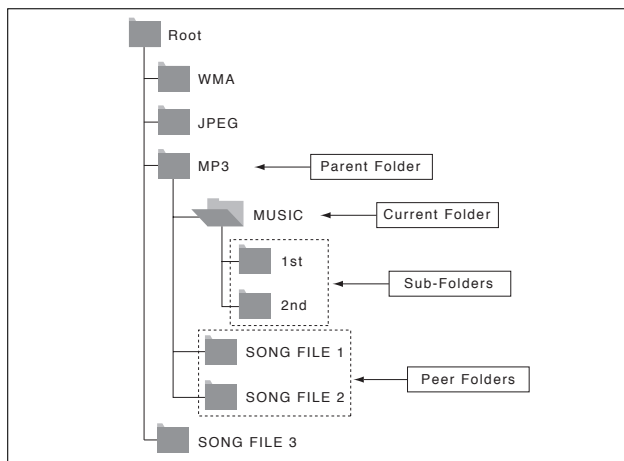 Root
WMA
JPEG
MP3
Parent Folder
MUSIC
Current Folder
1st
Sub-Folders
2nd
SONG FILE 1
Peer Folders
SONG FILE 2
SONG FILE 3